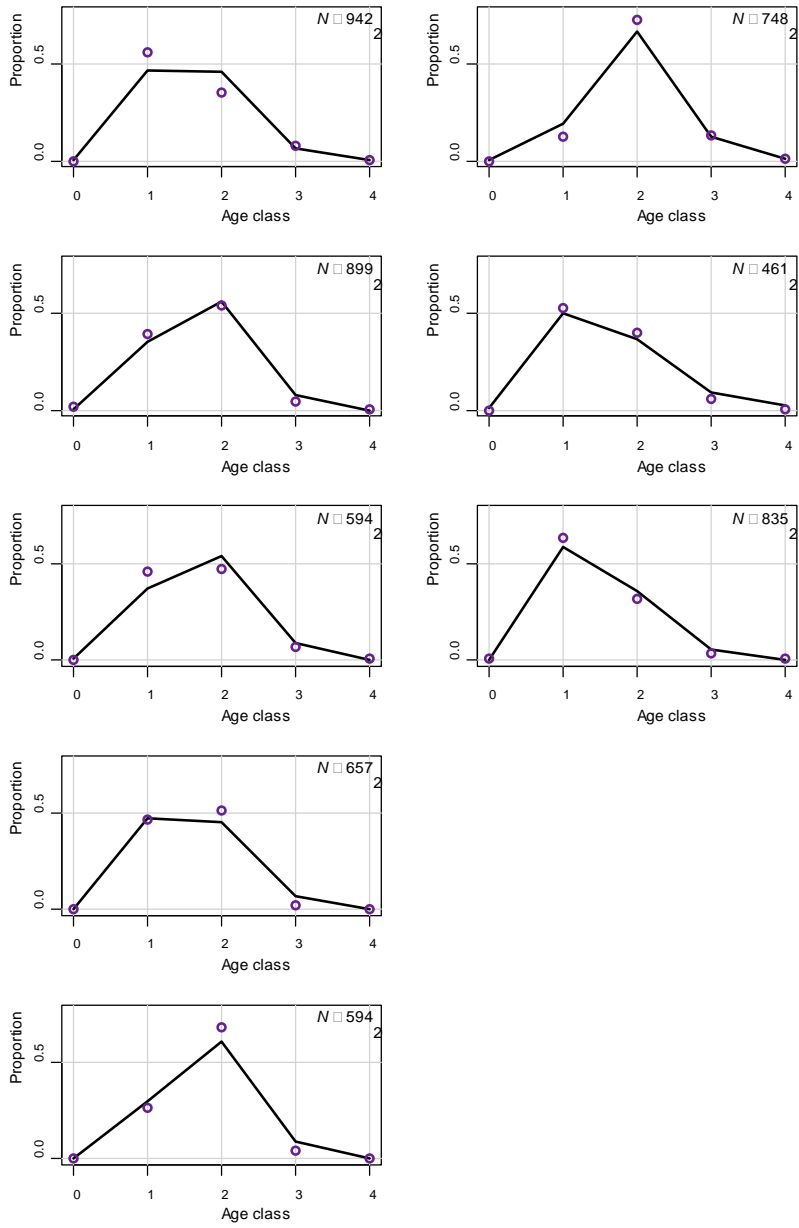 N □ 942
2
Proportion
0.5
0.0
0 1 2 3 4
Age class
N □ 748
2
Proportion
0.5
0.0
0 1 2 3 4
Age class
N □ 899
2
Proportion
0.5
0.0
0 1 2 3 4
Age class
N □ 461
2
Proportion
0.5
0.0
0 1 2 3 4
Age class
N □ 594
2
Proportion
0.5
0.0
0 1 2 3 4
Age class
N □ 835
2
Proportion
0.5
0.0
0 1 2 3 4
Age class
N □ 657
2
Proportion
0.5
0.0
0 1 2 3 4
Age class
N □ 594
2
Proportion
0.5
0.0
0 1 2 3 4
Age class